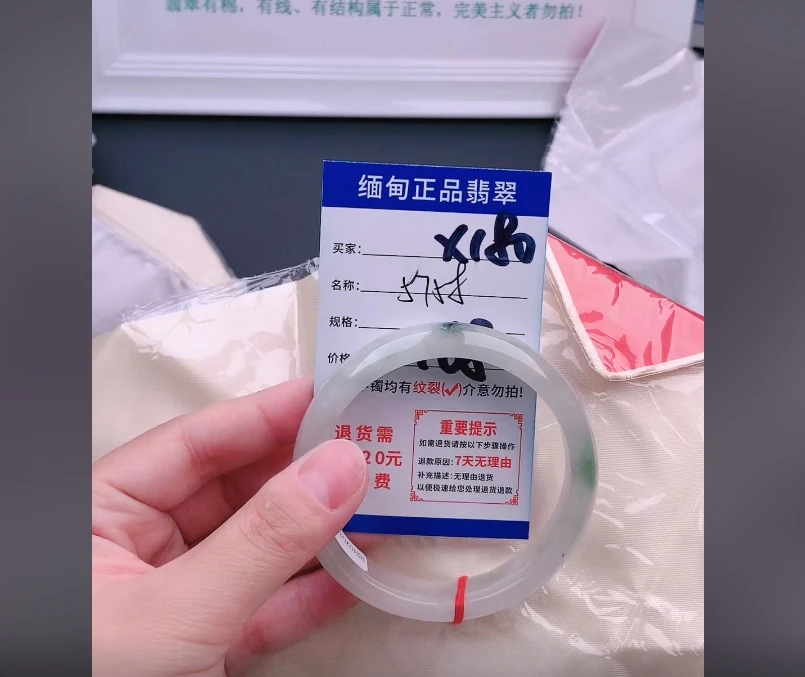 翡翠有棉，有线、有结构属于正常，完美主义者勿拍！
缅甸正品翡翠
买家：X180
名称：5758
规格：
价格
镯均有纹裂(✓)介意勿拍!
退货需
20元
费
重要提示
如需退货请按以下步骤操作
退款原因：7天无理由
补充描述：无理由退货
以便极速给您处理退货退款